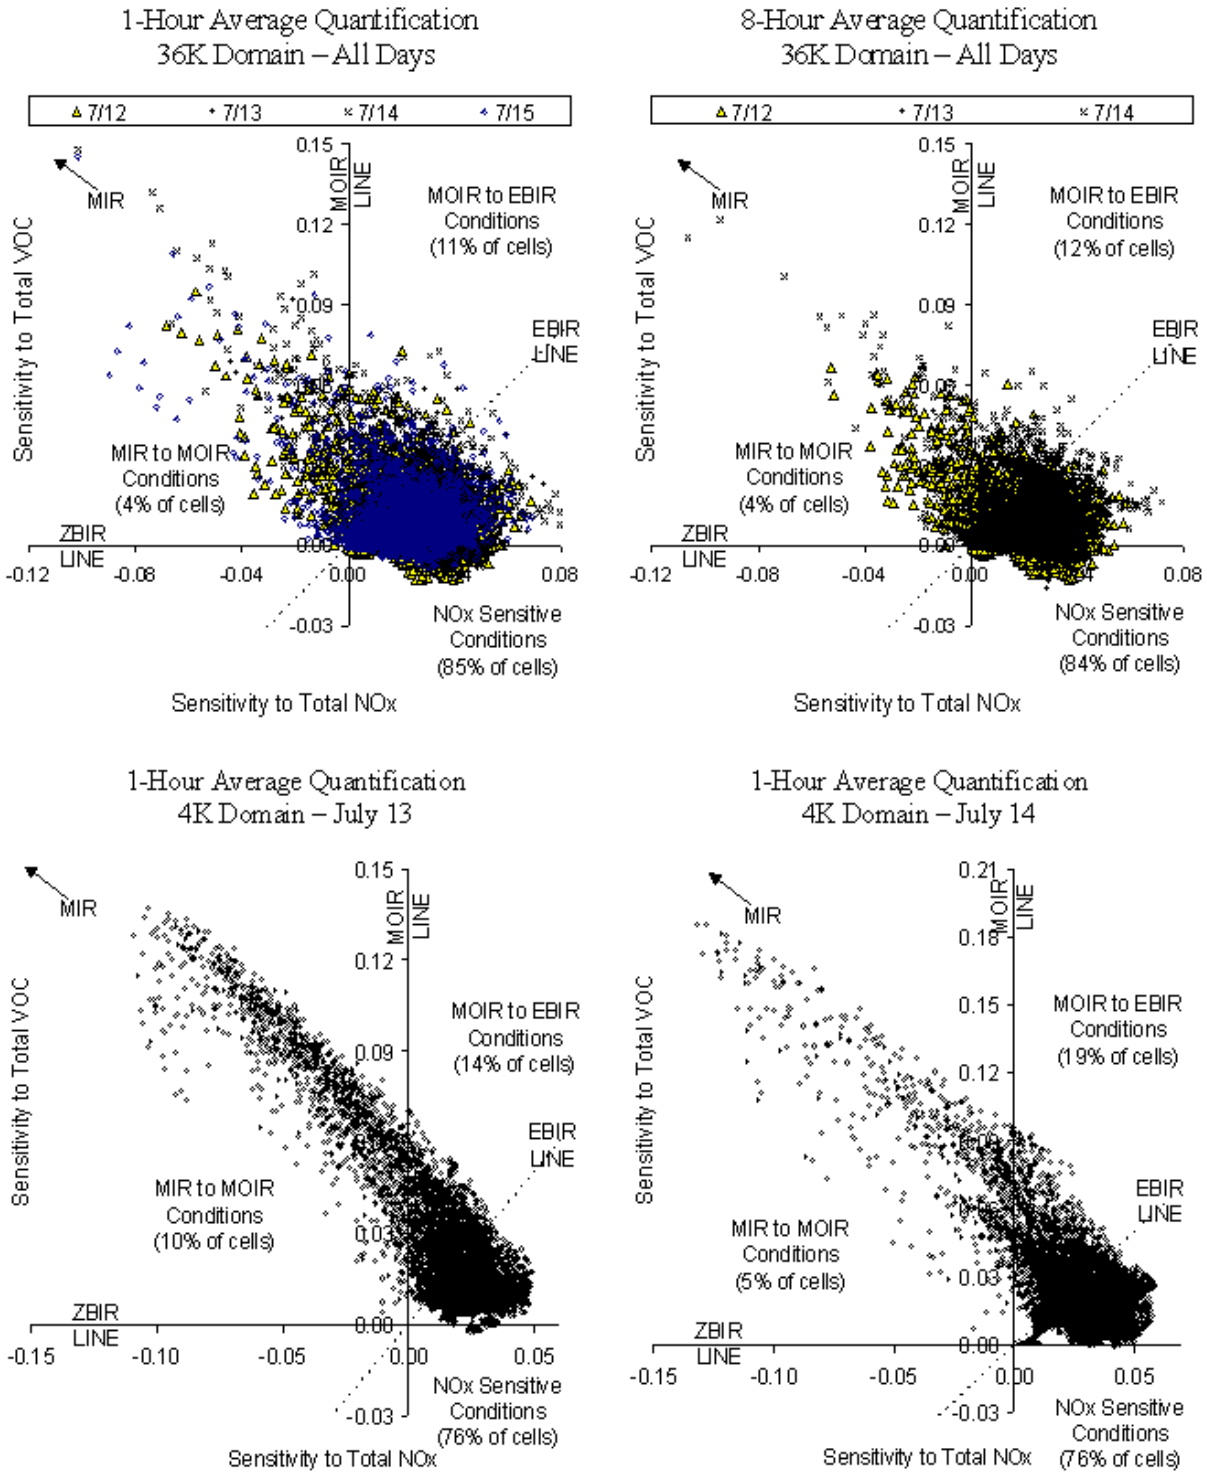 1-Hour Average Quantification
36K Domain – All Days
7/12 7/13 7/14 7/15
0.15
MOIR
LINE
MIR
MOIR to EBIR
Conditions
(11% of cells)
0.12
0.09
EBIR
LINE
Sensitivity to Total VOC
MIR to MOIR
Conditions
(4% of cells)
ZBIR
LINE
0.00
-0.12 -0.08 -0.04 0.00 0.08
-0.03
NOx Sensitive
Conditions
(85% of cells)
Sensitivity to Total NOx
8-Hour Average Quantification
36K Domain – All Days
7/12 7/13 7/14
0.15
MOIR
LINE
MIR
MOIR to EBIR
Conditions
(12% of cells)
0.12
0.09
EBIR
LINE
Sensitivity to Total VOC
MIR to MOIR
Conditions
(4% of cells)
ZBIR
LINE
-0.12 -0.08 -0.04 0.00 0.08
-0.03
NOx Sensitive
Conditions
(84% of cells)
Sensitivity to Total NOx
1-Hour Average Quantification
4K Domain – July 13
0.15
MOIR
LINE
MIR
0.12
MOIR to EBIR
Conditions
(14% of cells)
0.09
EBIR
LINE
Sensitivity to Total VOC
MIR to MOIR
Conditions
(10% of cells)
0.03
ZBIR
LINE
0.00
-0.15 -0.10 -0.05 0.00 0.05
-0.03
NOx Sensitive
Conditions
(76% of cells)
Sensitivity to Total NOx
1-Hour Average Quantification
4K Domain – July 14
0.21
MOIR
LINE
MIR
0.18
0.15
MOIR to EBIR
Conditions
(19% of cells)
0.12
EBIR
LINE
Sensitivity to Total VOC
MIR to MOIR
Conditions
(5% of cells)
0.03
ZBIR
LINE
0.00
-0.15 -0.10 -0.05 0.00 0.05
-0.03
NOx Sensitive
Conditions
(76% of cells)
Sensitivity to Total NOx